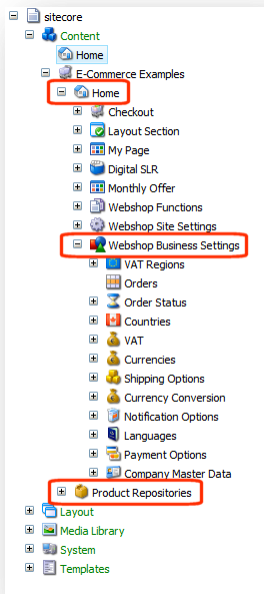 sitecore
Content
Home
E-Commerce Examples
Home
Checkout
Layout Section
My Page
Digital SLR
Monthly Offer
Webshop Functions
Webshop Site Settings
Webshop Business Settings
VAT Regions
Orders
Order Status
Countries
VAT
Currencies
Shipping Options
Currency Conversion
Notification Options
Languages
Payment Options
Company Master Data
Product Repositories
Layout
Media Library
System
Templates